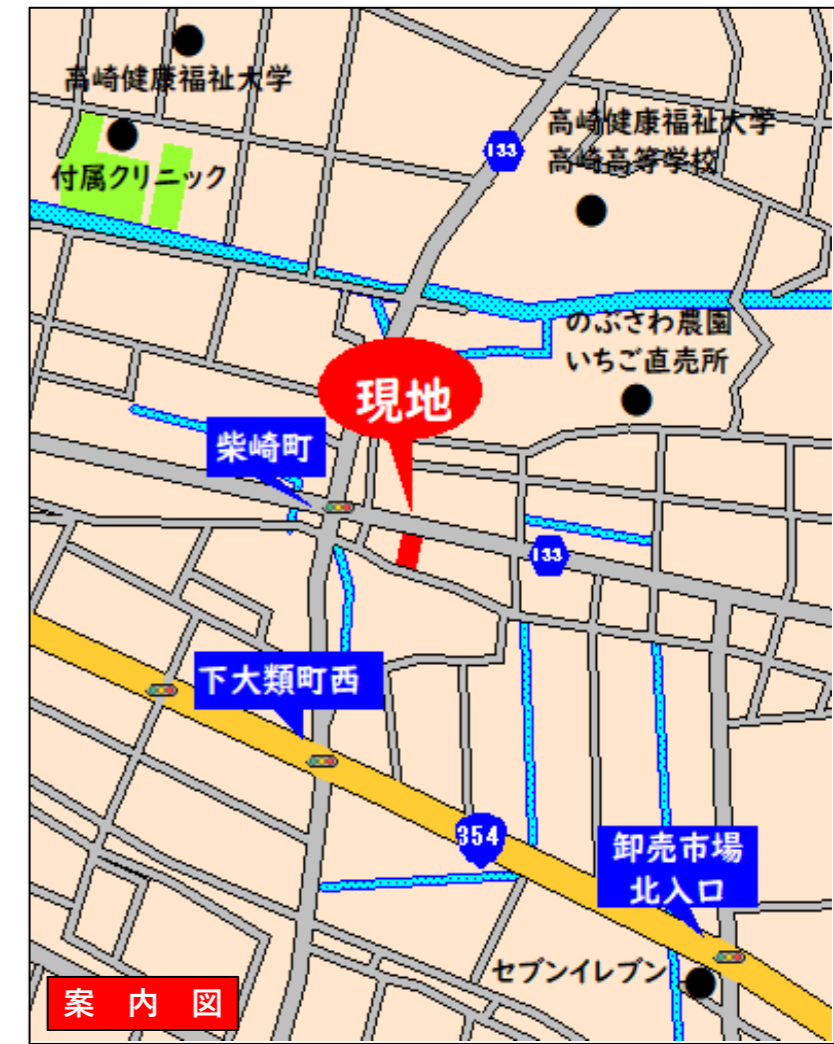 高崎健康福祉大学
付属クリニック
133
高崎健康福祉大学
高崎高等学校
のぶさわ農園
いちご直売所
現地
柴崎町
133
下大類町西
354
卸売市場
北入口
セブンイレブン
案内図